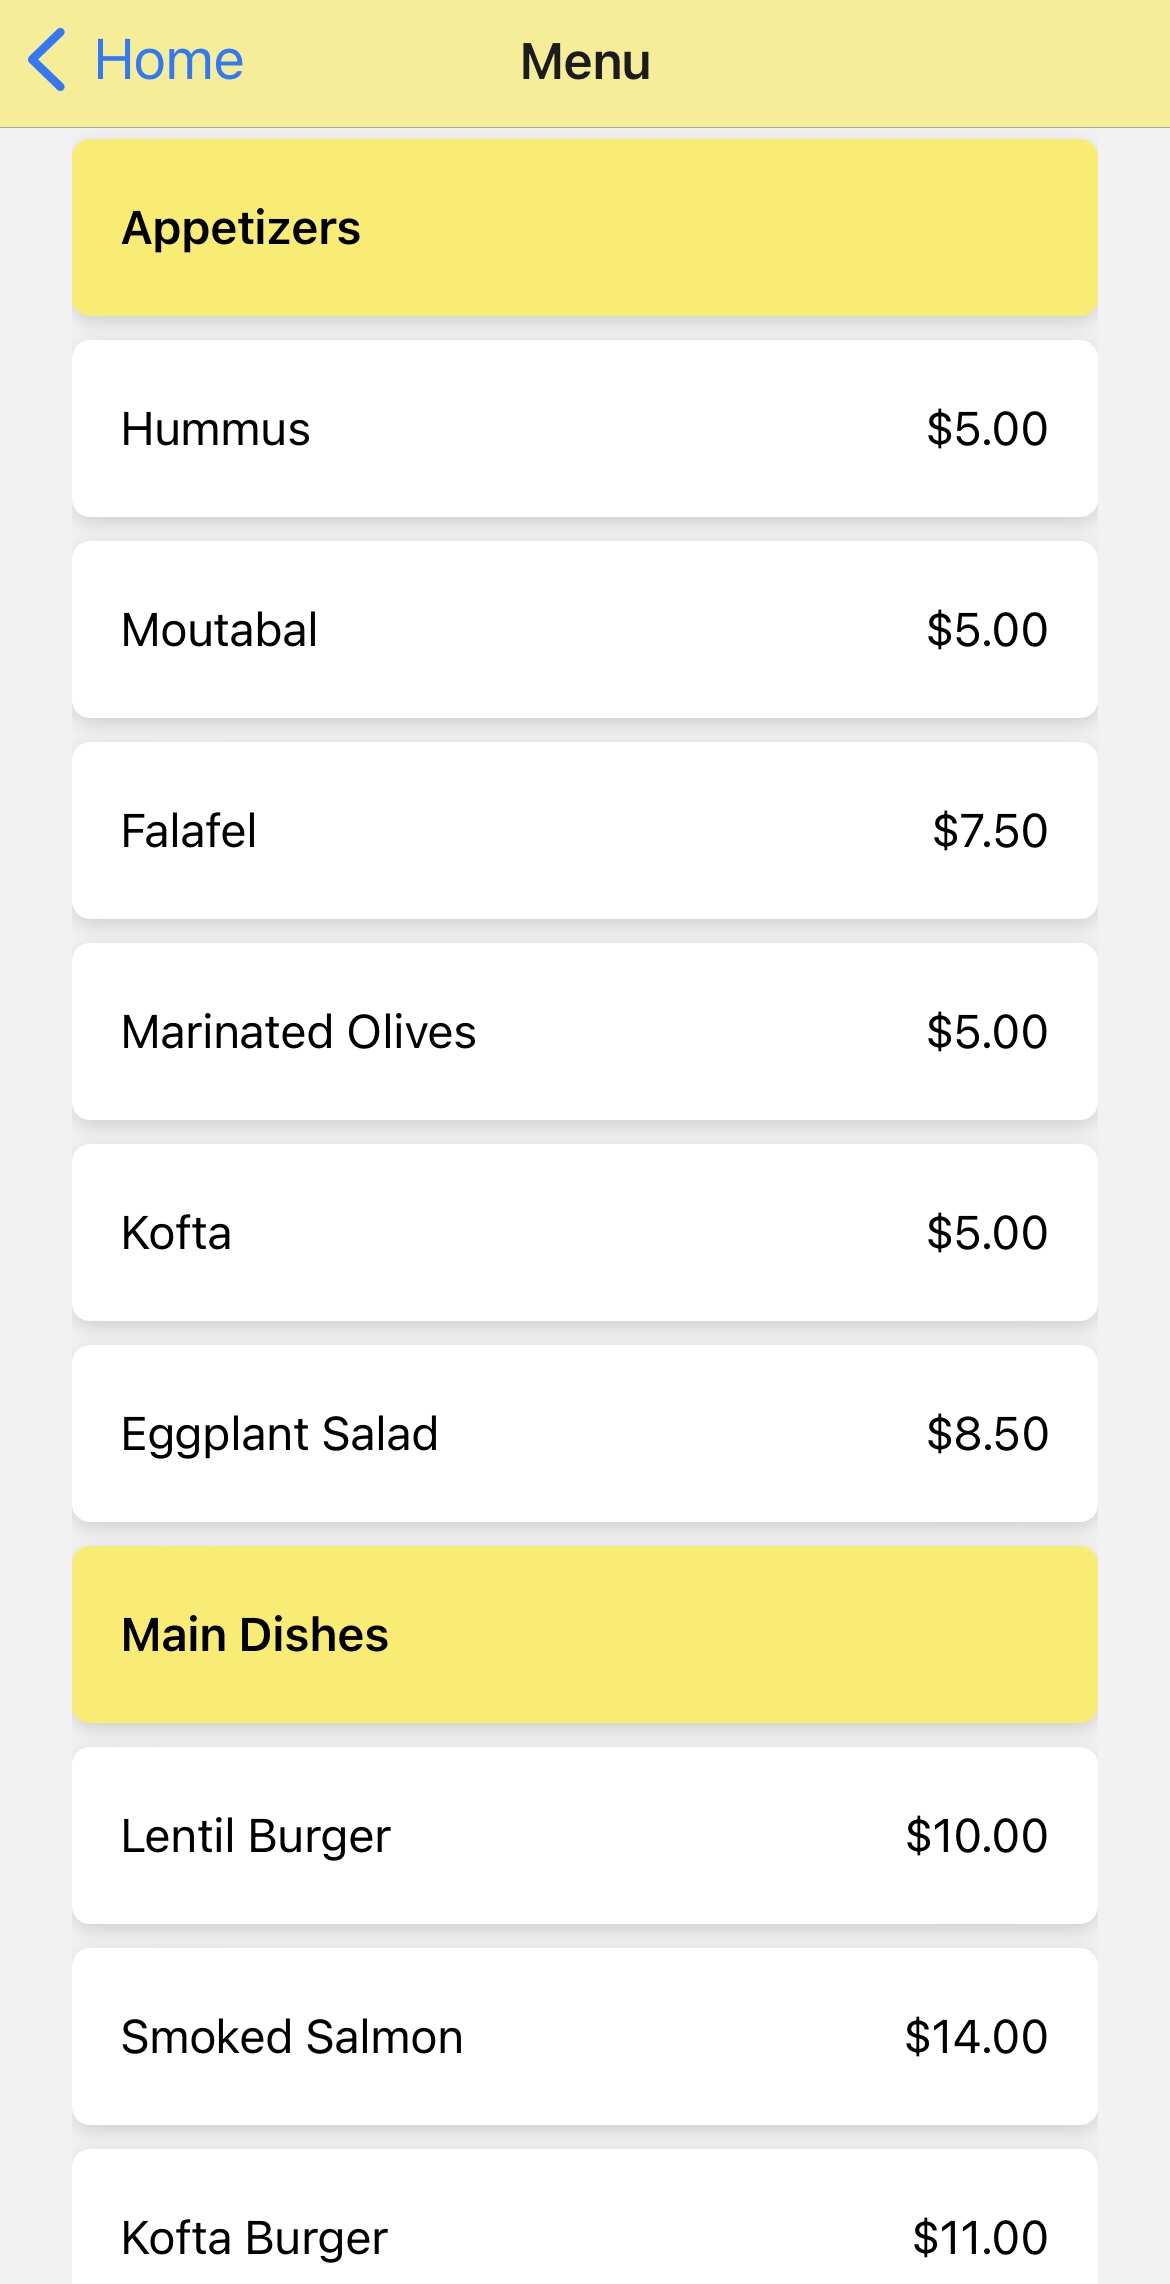 Home Menu
Appetizers
Hummus $5.00
Moutabal $5.00
Falafel $7.50
Marinated Olives $5.00
Kofta $5.00
Eggplant Salad $8.50
Main Dishes
Lentil Burger $10.00
Smoked Salmon $14.00
Kofta Burger $11.00